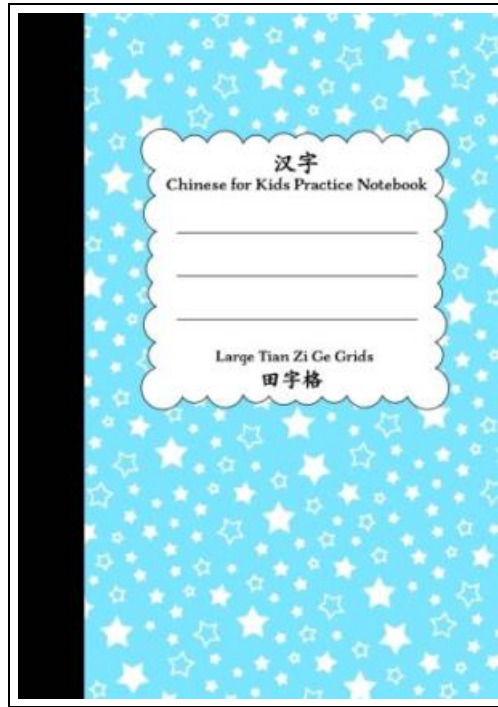 汉字
Chinese for Kids Practice Notebook
Large Tian Zi Ge Grids
田字格